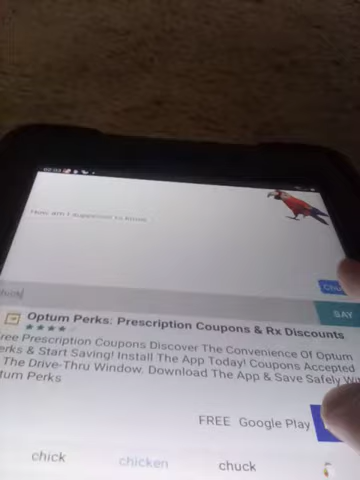 02:03
How am I supposed to know
chick
SAY
Optum Perks: Prescription Coupons & Rx Discounts
ree Prescription Coupons Discover The Convenience Of Optum
erks & Start Saving! Install The App Today! Coupons Accepted
The Drive-Thru Window. Download The App & Save Safely W
tum Perks
FREE Google Play
chick chicken chuck